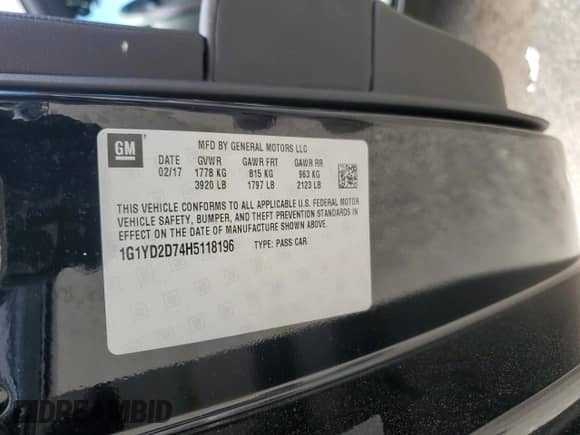 GM
MFD BY GENERAL MOTORS LLC
DATE GVWR GAWR FRT GAWR RR
02/17 1778 KG 815 KG 963 KG
3920 LB 1797 LB 2123 LB
THIS VEHICLE CONFORMS TO ALL APPLICABLE U.S. FEDERAL MOTOR
VEHICLE SAFETY, BUMPER, AND THEFT PREVENTION STANDARDS IN
EFFECT ON THE DATE OF MANUFACTURE SHOWN ABOVE.
1G1YD2D74H5118196 TYPE: PASS CAR
DREAMBID